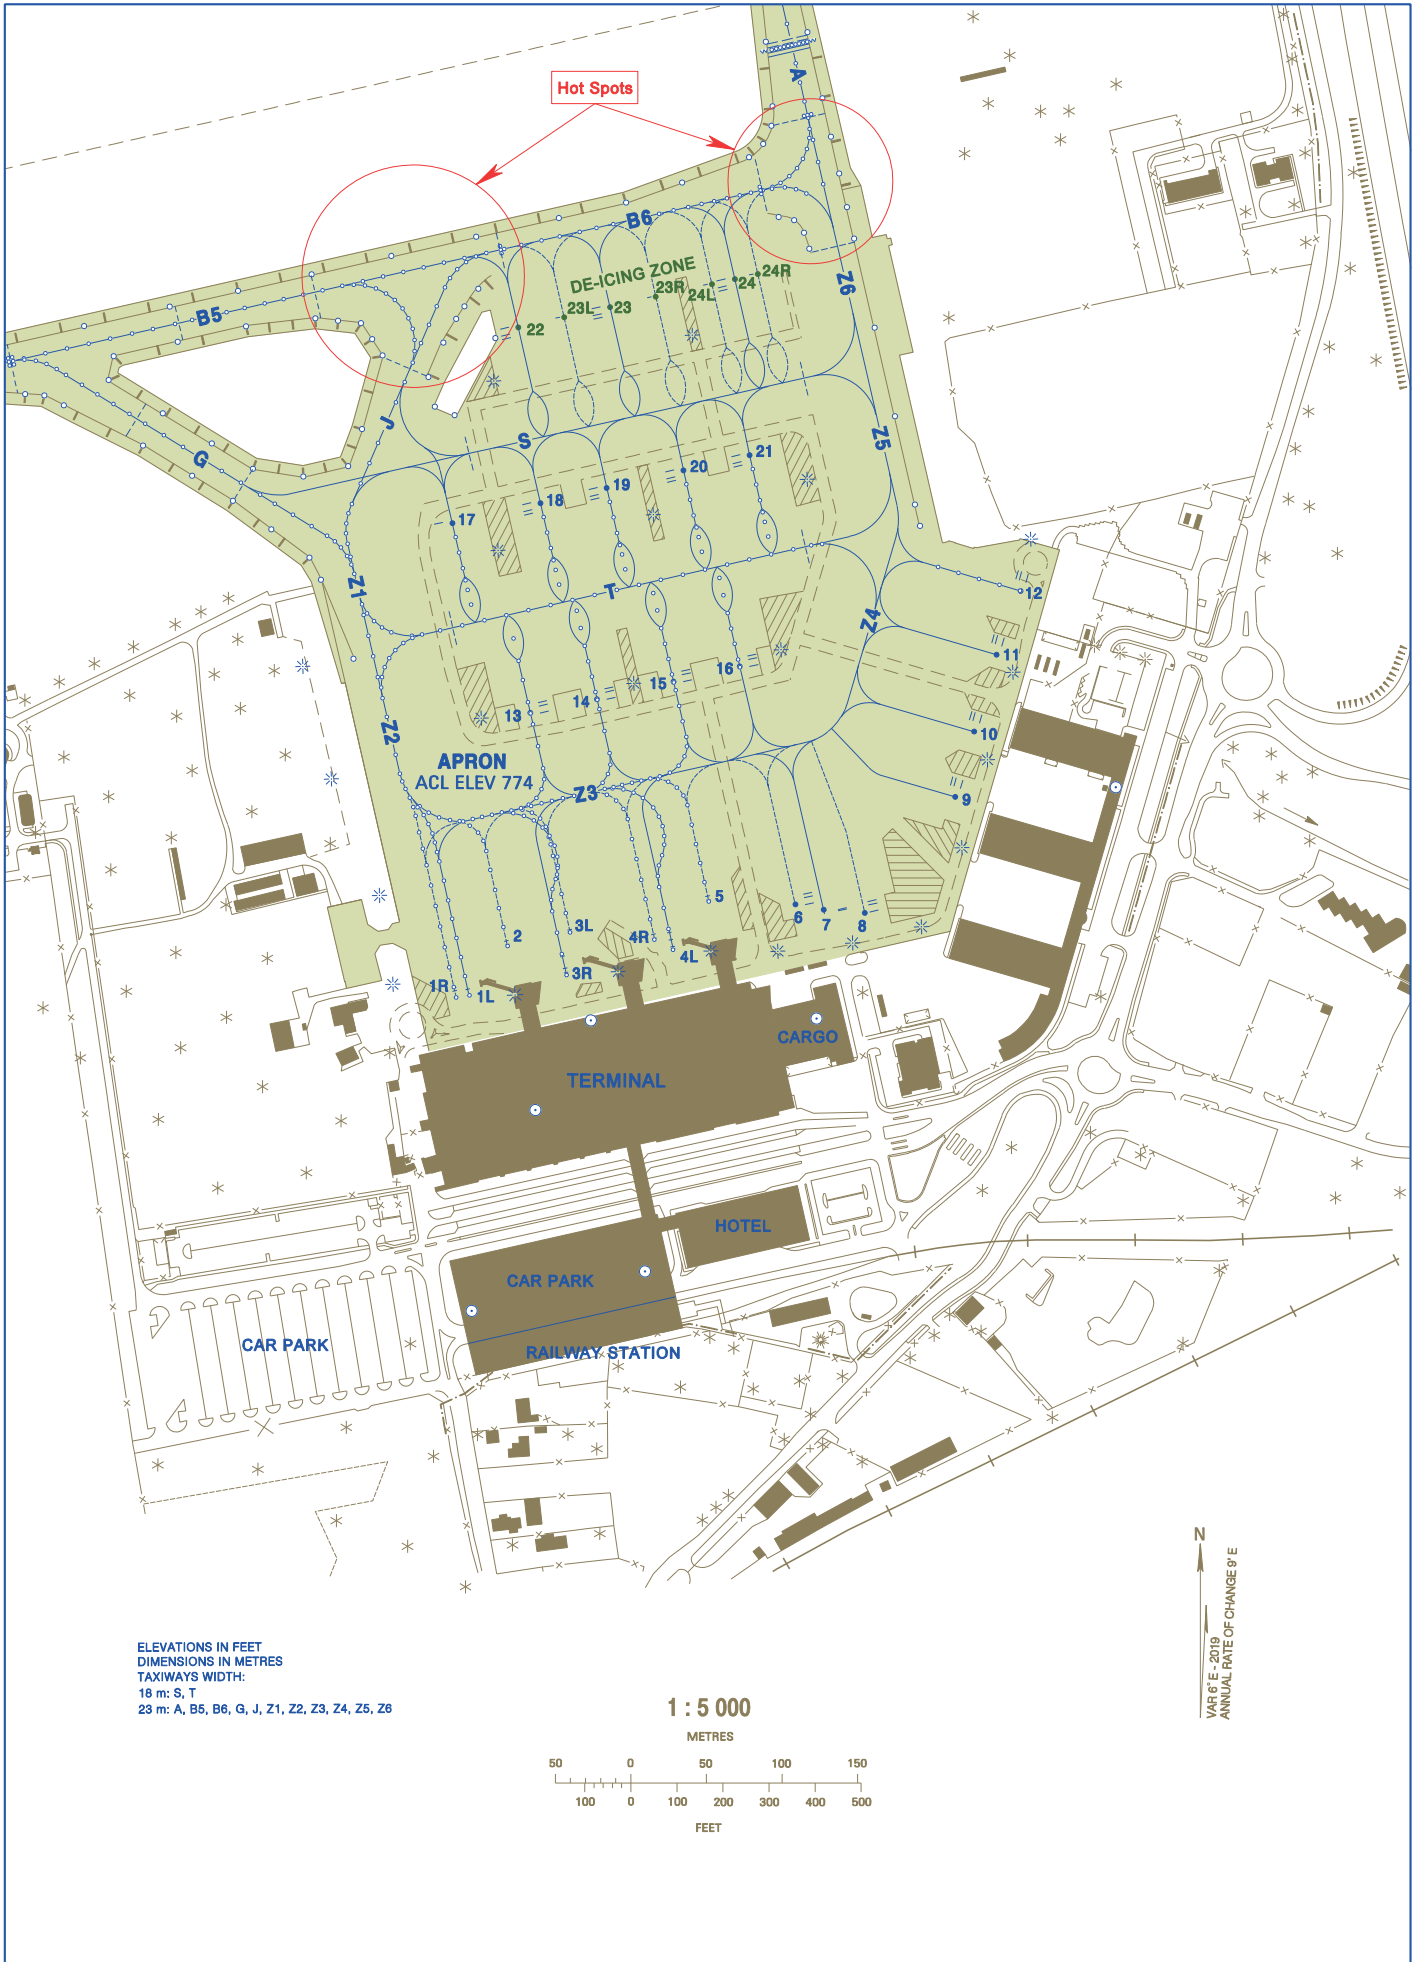 Hot Spots
A
B6
DE-ICING ZONE
24R
24
24L
23R
23
23L
22
Z6
B5
J
S
Z5
G
21
20
19
18
17
Z1
T
12
Z4
11
16
15
14
13
10
Z2
APRON
ACL ELEV 774
Z3
9
5
6
7
8
2
3L
4R
4L
3R
1R
1L
CARGO
TERMINAL
HOTEL
CAR PARK
CAR PARK
RAILWAY STATION
N
VAR 6° E - 2019
ANNUAL RATE OF CHANGE 9' E
ELEVATIONS IN FEET
DIMENSIONS IN METRES
TAXIWAYS WIDTH:
18 m: S, T
23 m: A, B5, B6, G, J, Z1, Z2, Z3, Z4, Z5, Z6
1 : 5 000
METRES
50 0 50 100 150
100 0 100 200 300 400 500
FEET